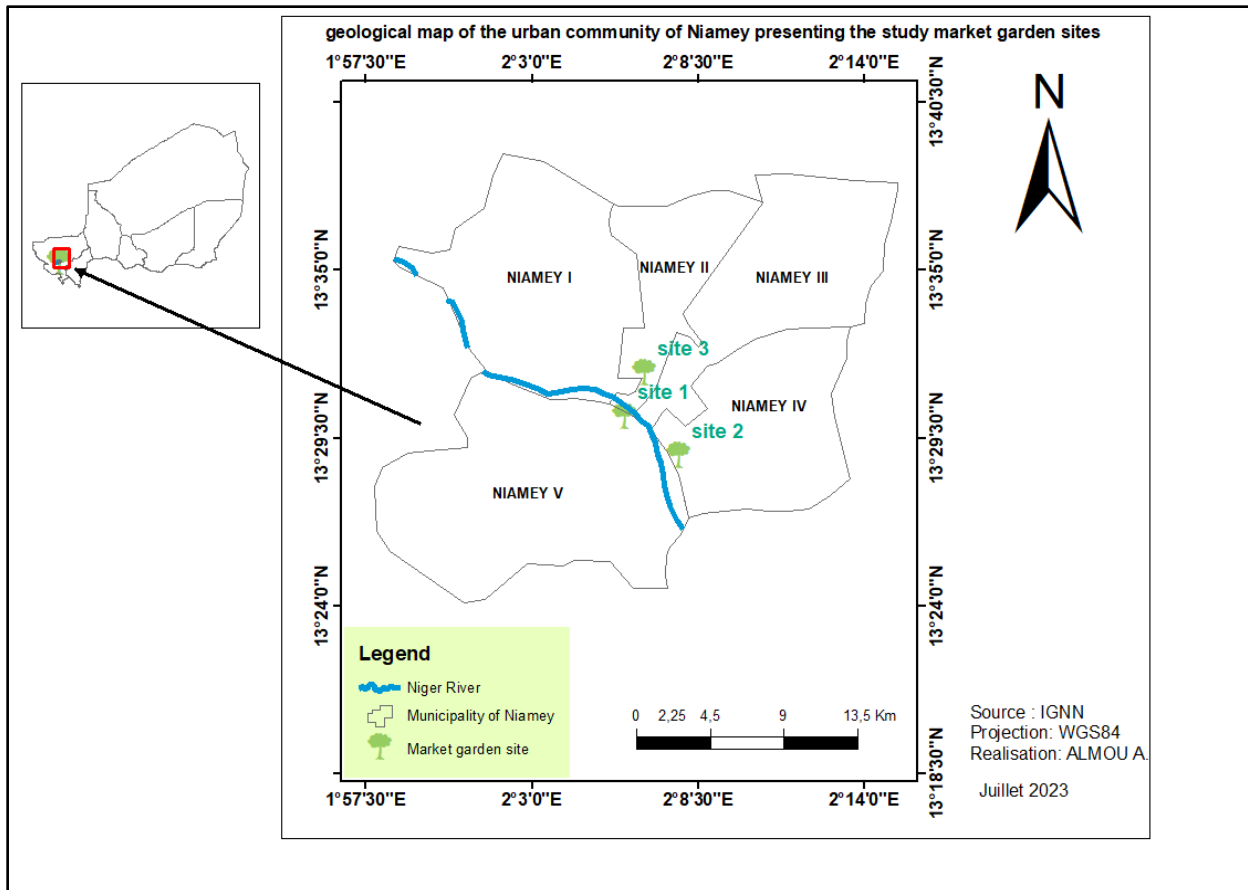 geological map of the urban community of Niamey presenting the study market garden sites
1°57'30"E 2°3'0"E 2°8'30"E 2°14'0"E
N
13°40'30"N
13°35'0"N
13°35'0"N
13°29'30"N
13°29'30"N
13°24'0"N
13°24'0"N
13°18'30"N
NIAMEY I
NIAMEY II
NIAMEY III
site 3
site 1
NIAMEY IV
site 2
NIAMEY V
Legend
Niger River
Municipality of Niamey
Market garden site
0 2,25 4,5 9 13,5 Km
Source : IGNN
Projection: WGS84
Realisation: ALMOU A.
Juillet 2023
1°57'30"E 2°3'0"E 2°8'30"E 2°14'0"E